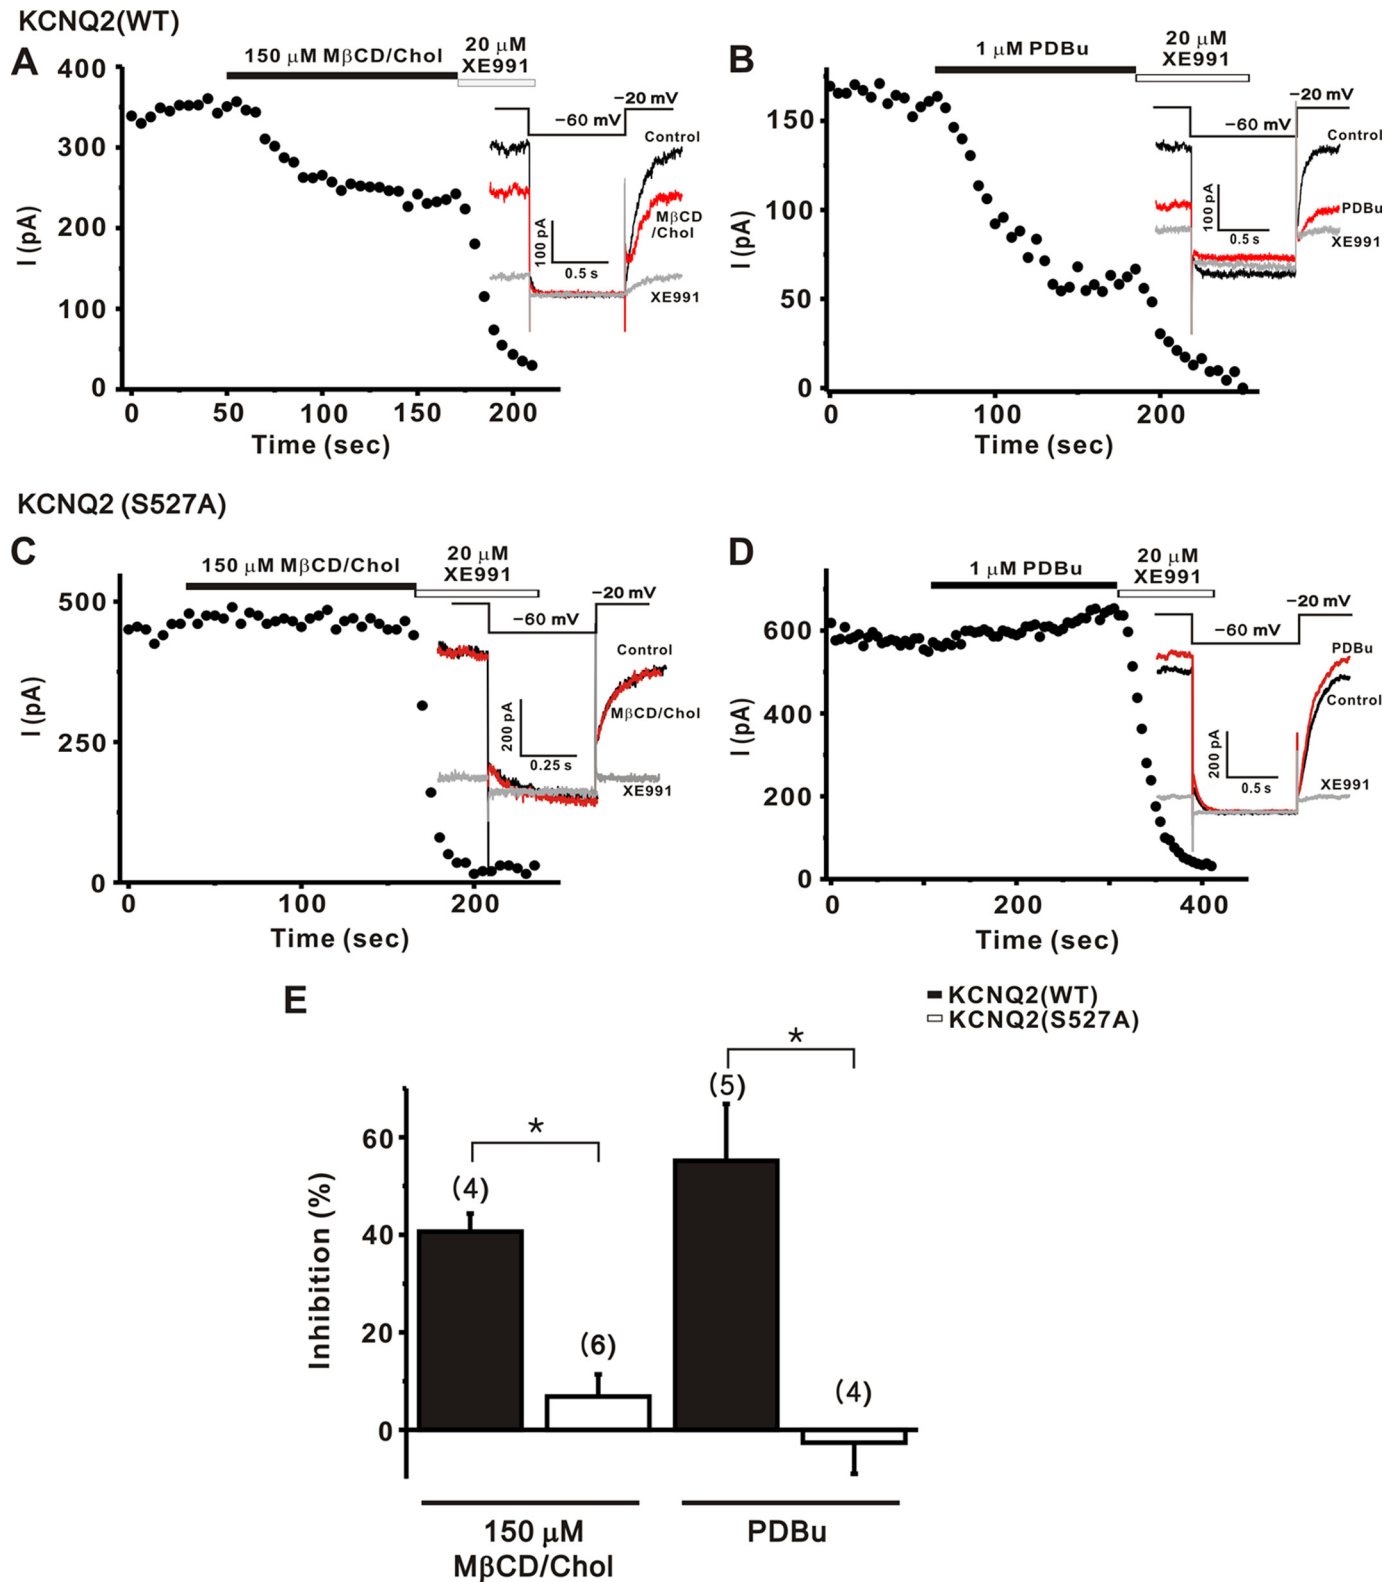 KCNQ2(WT)
A
150 μM MβCD/Chol
20 μM
XE991
400
300
200
100
0
I (pA)
0 50 100 150 200
Time (sec)
−20 mV
−60 mV
Control
MβCD
/Chol
XE991
100 pA
0.5 s
B
1 μM PDBu
20 μM
XE991
150
100
50
0
I (pA)
0 100 200
Time (sec)
−20 mV
−60 mV
Control
PDBu
XE991
100 pA
0.5 s
KCNQ2 (S527A)
C
150 μM MβCD/Chol
20 μM
XE991
500
250
0
I (pA)
0 100 200
Time (sec)
−20 mV
−60 mV
Control
MβCD/Chol
XE991
200 pA
0.25 s
D
1 μM PDBu
20 μM
XE991
600
400
200
0
I (pA)
0 200 400
Time (sec)
−20 mV
−60 mV
PDBu
Control
XE991
200 pA
0.5 s
E
KCNQ2(WT)
KCNQ2(S527A)
*
*
(4)
(6)
(5)
(4)
60
40
20
0
Inhibition (%)
150 μM
MβCD/Chol
PDBu